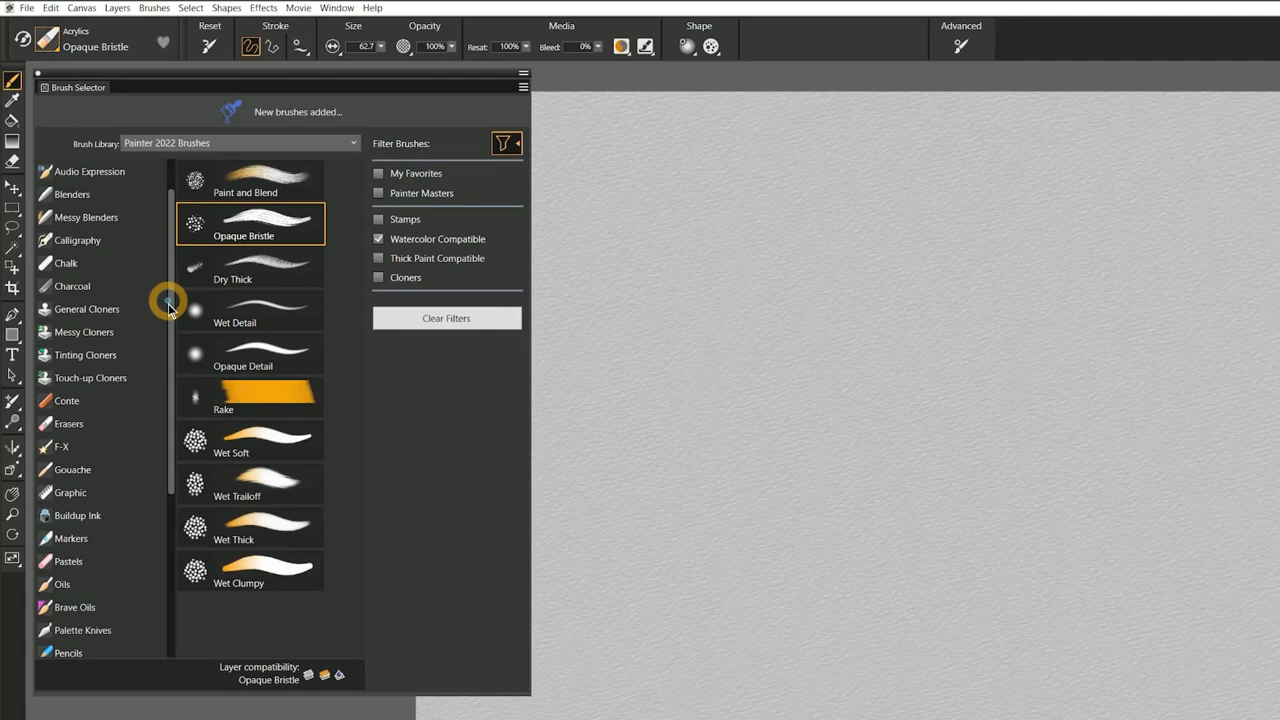 File Edit Canvas Layers Brushes Select Shapes Effects Movie Window Help
Acrylics
Opaque Bristle
Reset Stroke Size Opacity Media Shape Advanced
62.7 100% Reset: 100% Bleed: 0%
Brush Selector
New brushes added...
Brush Library: Painter 2022 Brushes
Filter Brushes:
Audio Expression
Blenders
Messy Blenders
Calligraphy
Chalk
Charcoal
General Cloners
Messy Cloners
Tinting Cloners
Touch-up Cloners
Conte
Erasers
F-X
Gouache
Graphic
Buildup Ink
Markers
Pastels
Oils
Brave Oils
Palette Knives
Pencils
Paint and Blend
Opaque Bristle
Dry Thick
Wet Detail
Opaque Detail
Rake
Wet Soft
Wet Trailoff
Wet Thick
Wet Clumpy
My Favorites
Painter Masters
Stamps
Watercolor Compatible
Thick Paint Compatible
Cloners
Clear Filters
Layer compatibility:
Opaque Bristle